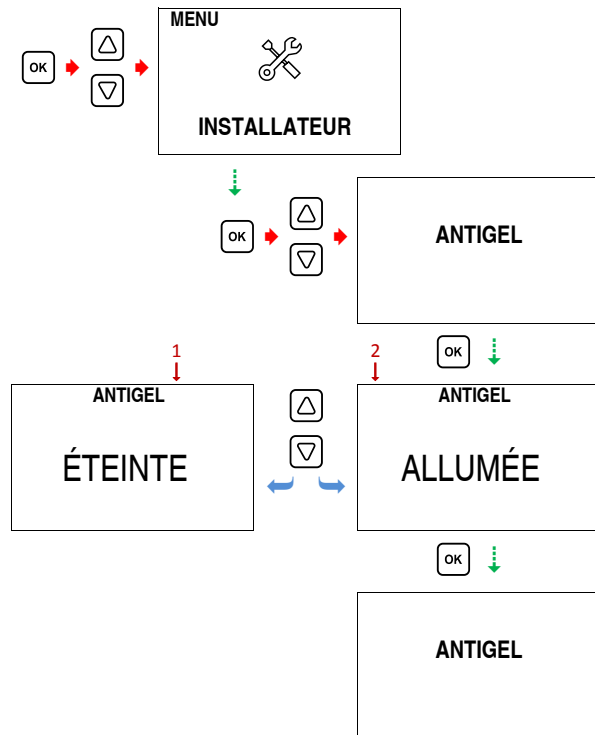 MENU
OK
INSTALLATEUR
OK
ANTIGEL
OK
1
2
ANTIGEL
ANTIGEL
ÉTEINTE
ALLUMÉE
OK
ANTIGEL